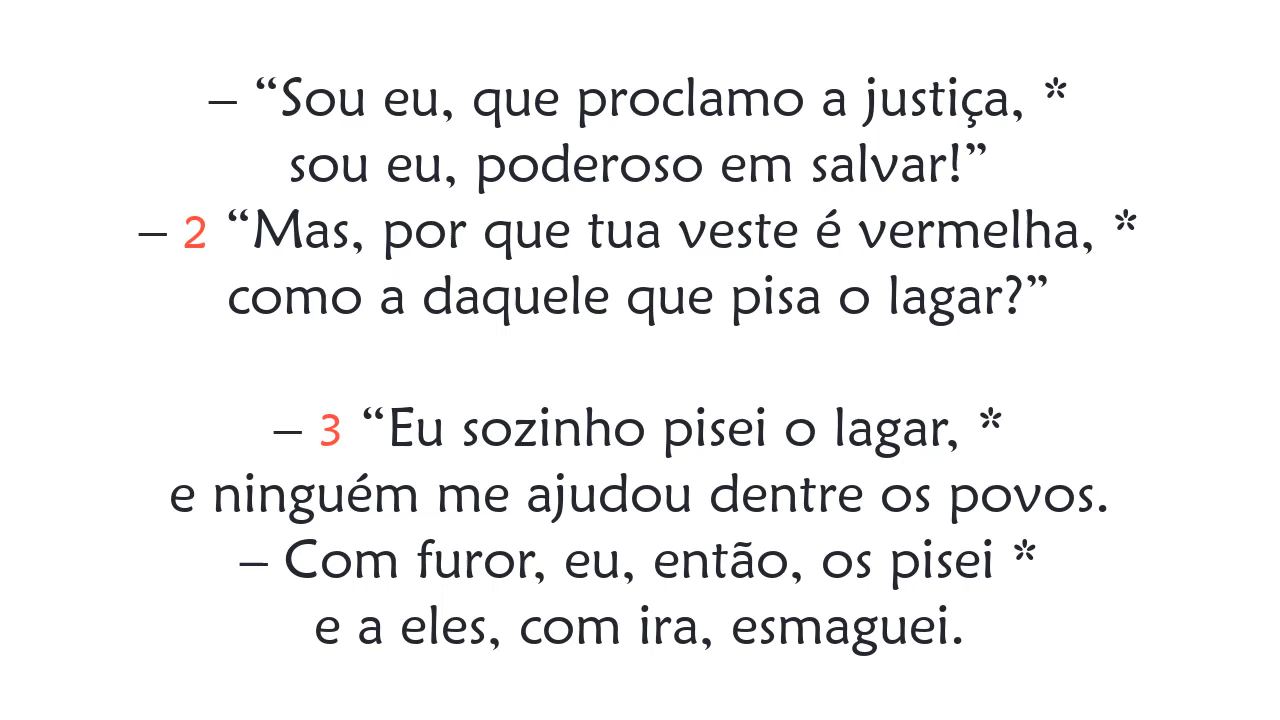 – “Sou eu, que proclamo a justiça, *
sou eu, poderoso em salvar!”
– 2 “Mas, por que tua veste é vermelha, *
como a daquele que pisa o lagar?”
– 3 “Eu sozinho pisei o lagar, *
e ninguém me ajudou dentre os povos.
– Com furor, eu, então, os pisei *
e a eles, com ira, esmaguei.